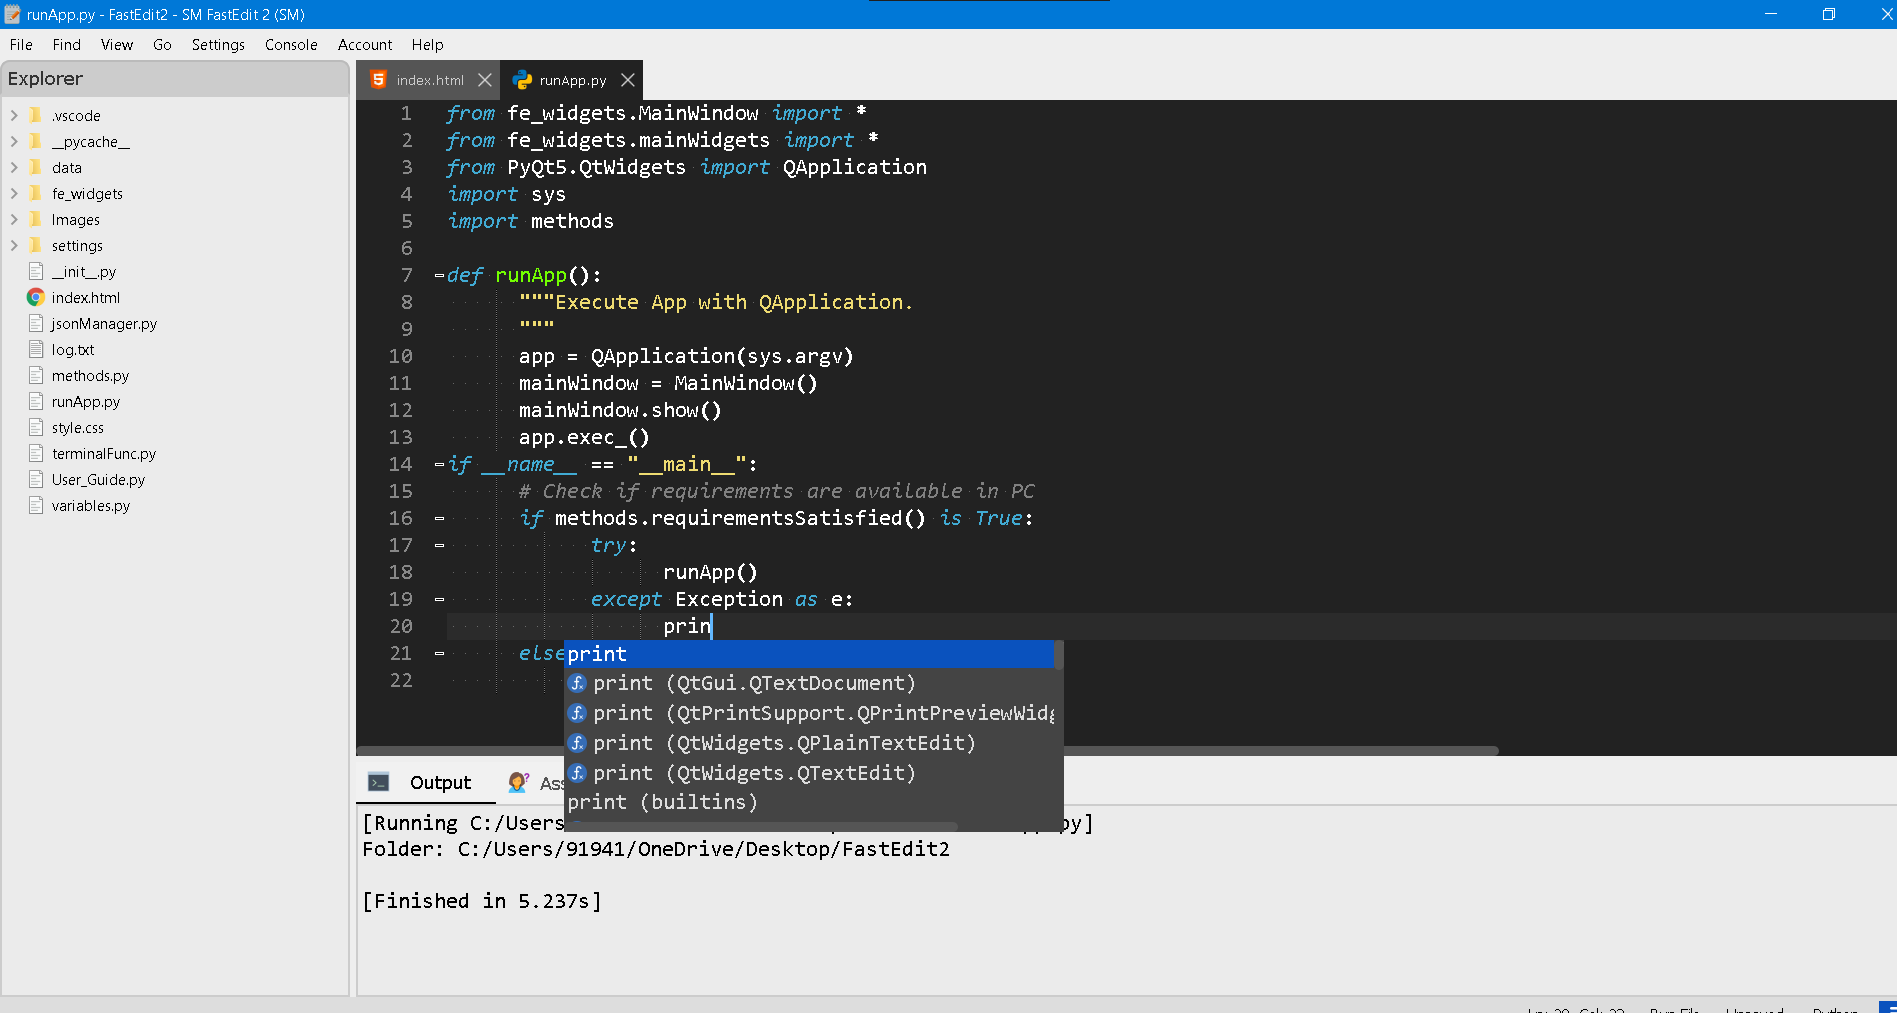 runApp.py - FastEdit2 - SM FastEdit 2 (SM)
File Find View Go Settings Console Account Help
Explorer
.vscode
__pycache__
data
fe_widgets
Images
settings
__init__.py
index.html
jsonManager.py
log.txt
methods.py
runApp.py
style.css
terminalFunc.py
User_Guide.py
variables.py
index.html runApp.py
1 from fe_widgets.MainWindow import *
2 from fe_widgets.mainWidgets import *
3 from PyQt5.QtWidgets import QApplication
4 import sys
5 import methods
6
7 def runApp():
8 """Execute App with QApplication.
9 """
10 app = QApplication(sys.argv)
11 mainWindow = MainWindow()
12 mainWindow.show()
13 app.exec_()
14 if __name__ == "__main__":
15 # Check if requirements are available in PC
16 if methods.requirementsSatisfied() is True:
17 try:
18 runApp()
19 except Exception as e:
20 prin
21 else
22
print
print (QtGui.QTextDocument)
print (QtPrintSupport.QPrintPreviewWidg
print (QtWidgets.QPlainTextEdit)
print (QtWidgets.QTextEdit)
print (builtins)
Output Ass
[Running C:/Users py]
Folder: C:/Users/91941/OneDrive/Desktop/FastEdit2
[Finished in 5.237s]